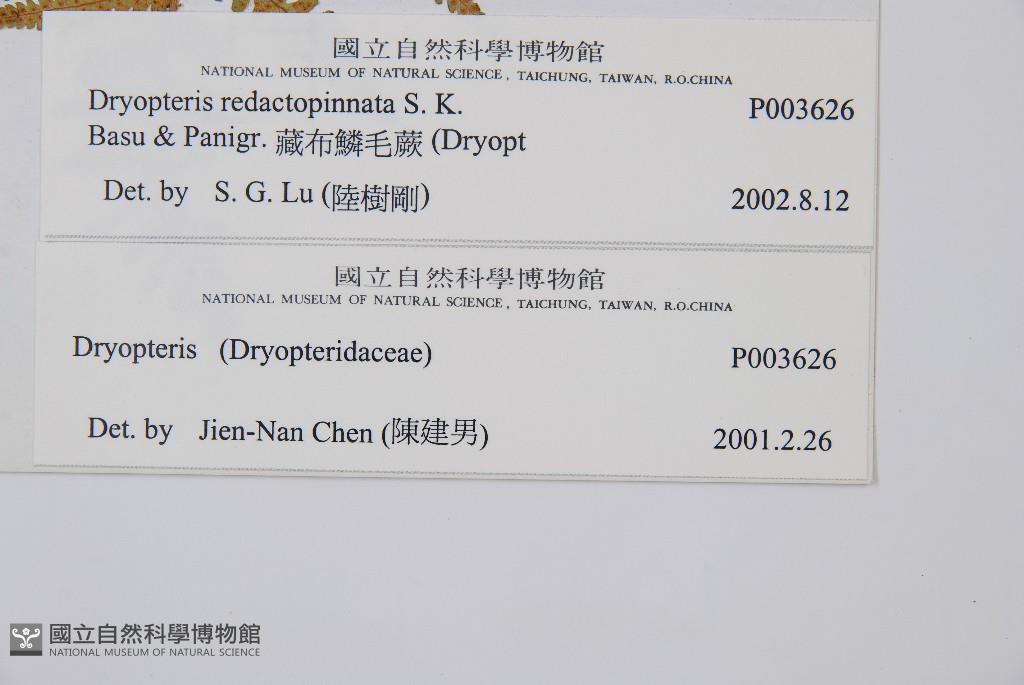 國立自然科學博物館
NATIONAL MUSEUM OF NATURAL SCIENCE, TAICHUNG, TAIWAN, R.O.CHINA
Dryopteris redactopinnata S. K. P003626
Basu & Panigr. 藏布鱗毛蕨 (Dryopt
Det. by S. G. Lu (陸樹剛) 2002.8.12
國立自然科學博物館
NATIONAL MUSEUM OF NATURAL SCIENCE, TAICHUNG, TAIWAN, R.O.CHINA
Dryopteris (Dryopteridaceae) P003626
Det. by Jien-Nan Chen (陳建男) 2001.2.26
國立自然科學博物館
NATIONAL MUSEUM OF NATURAL SCIENCE